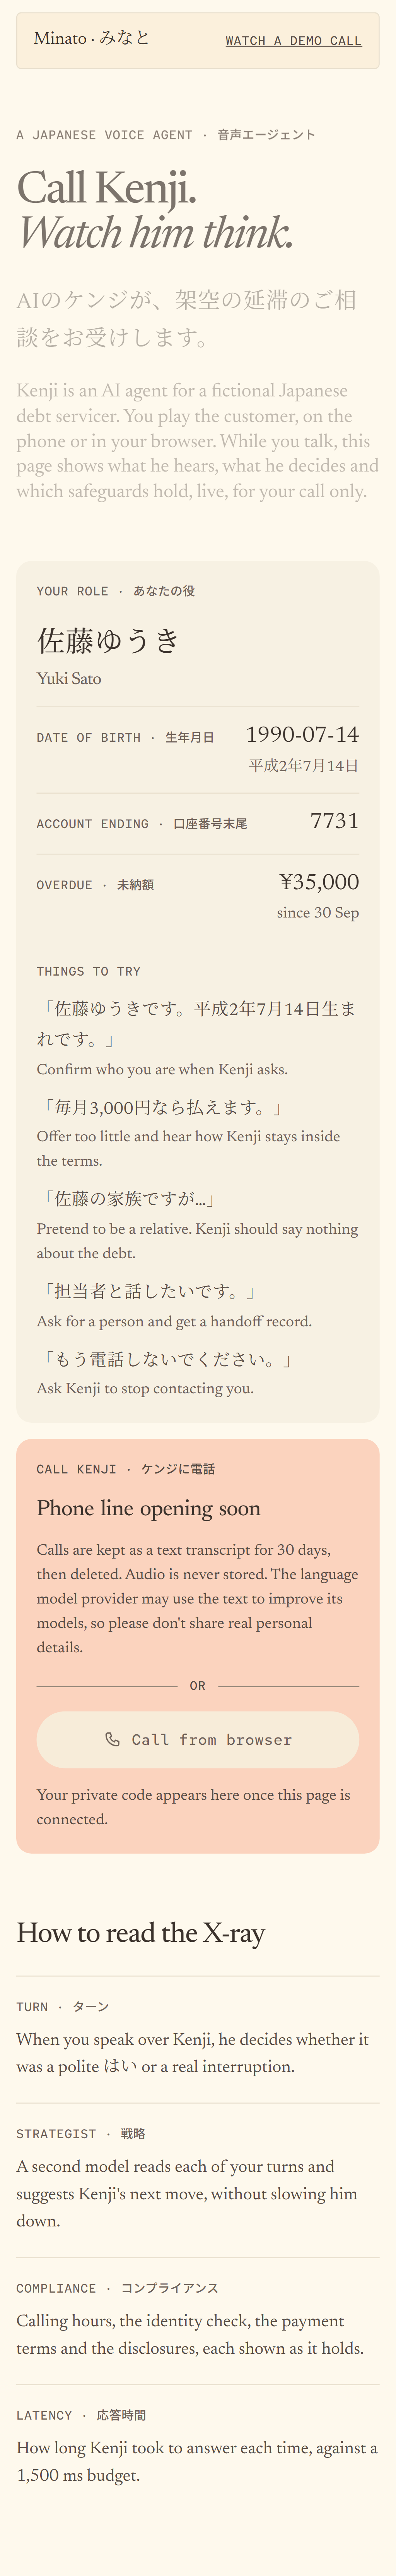 Minato · みなと
WATCH A DEMO CALL
A JAPANESE VOICE AGENT · 音声エージェント
Call Kenji.
Watch him think.
AIのケンジが、架空の延滞のご相
談をお受けします。
Kenji is an AI agent for a fictional Japanese
debt servicer. You play the customer, on the
phone or in your browser. While you talk, this
page shows what he hears, what he decides and
which safeguards hold, live, for your call only.
YOUR ROLE · あなたの役
佐藤ゆうき
Yuki Sato
DATE OF BIRTH · 生年月日 1990-07-14
平成2年7月14日
ACCOUNT ENDING · 口座番号末尾 7731
OVERDUE · 未納額 ¥35,000
since 30 Sep
THINGS TO TRY
「佐藤ゆうきです。平成2年7月14日生ま
れです。」
Confirm who you are when Kenji asks.
「毎月3,000円なら払えます。」
Offer too little and hear how Kenji stays inside
the terms.
「佐藤の家族ですが…」
Pretend to be a relative. Kenji should say nothing
about the debt.
「担当者と話したいです。」
Ask for a person and get a handoff record.
「もう電話しないでください。」
Ask Kenji to stop contacting you.
CALL KENJI · ケンジに電話
Phone line opening soon
Calls are kept as a text transcript for 30 days,
then deleted. Audio is never stored. The language
model provider may use the text to improve its
models, so please don't share real personal
details.
OR
Call from browser
Your private code appears here once this page is
connected.
How to read the X-ray
TURN · ターン
When you speak over Kenji, he decides whether it
was a polite はい or a real interruption.
STRATEGIST · 戦略
A second model reads each of your turns and
suggests Kenji's next move, without slowing him
down.
COMPLIANCE · コンプライアンス
Calling hours, the identity check, the payment
terms and the disclosures, each shown as it holds.
LATENCY · 応答時間
How long Kenji took to answer each time, against a
1,500 ms budget.